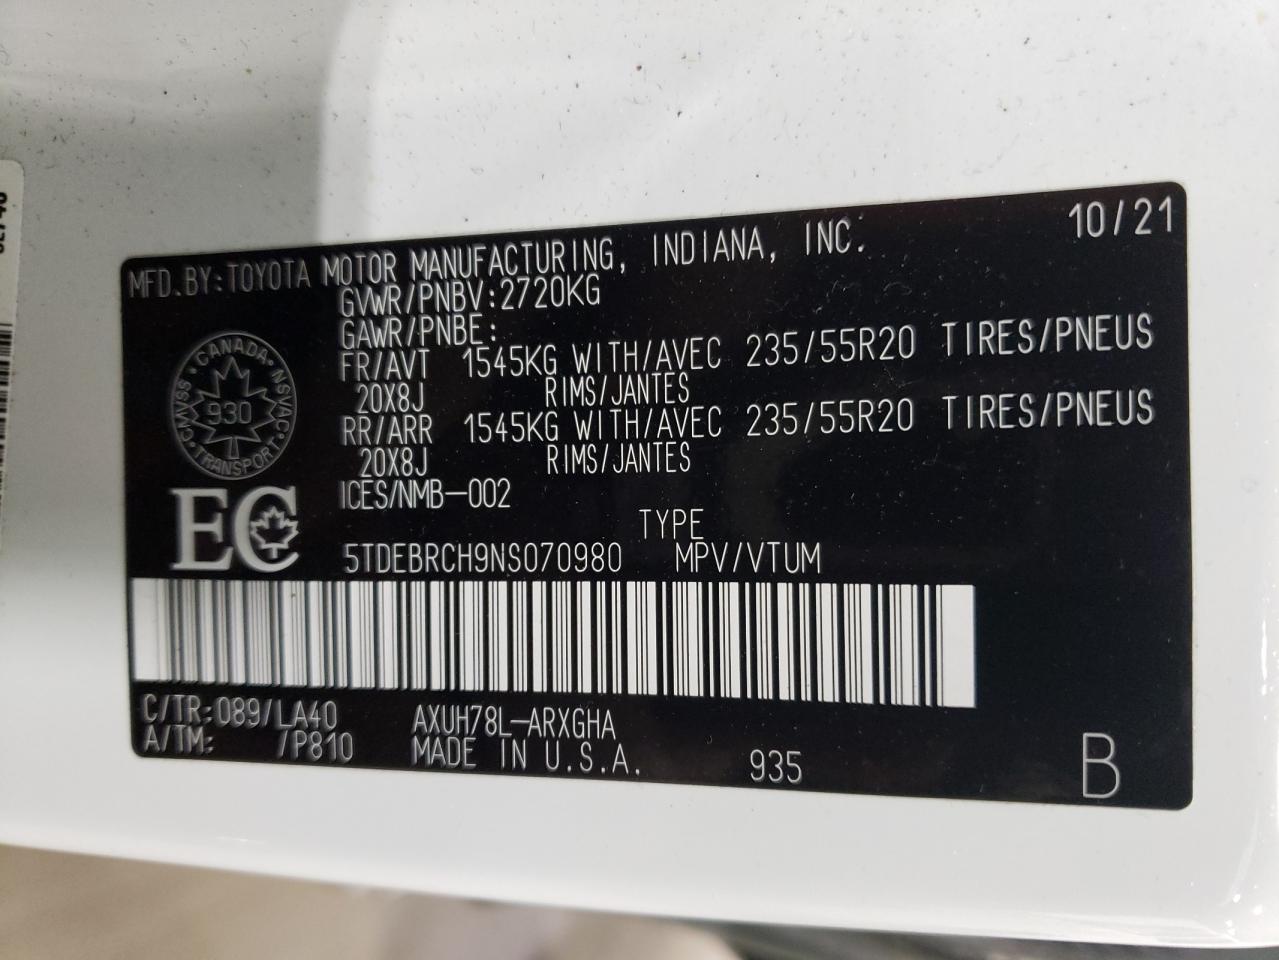 10/21
MFD.BY:TOYOTA MOTOR MANUFACTURING, INDIANA, INC.
GVWR/PNBV:2720KG
GAWR/PNBE:
FR/AVT 1545KG WITH/AVEC 235/55R20 TIRES/PNEUS
20X8J RIMS/JANTES
RR/ARR 1545KG WITH/AVEC 235/55R20 TIRES/PNEUS
20X8J RIMS/JANTES
ICES/NMB-002
CANADA
CMVSS
NSVAC
930
TRANSPORT
EC
TYPE
5TDEBRCH9NS070980 MPV/VTUM
C/TR:089/LA40 AXUH78L-ARXGHA
A/TM: /P810 MADE IN U.S.A. 935 B